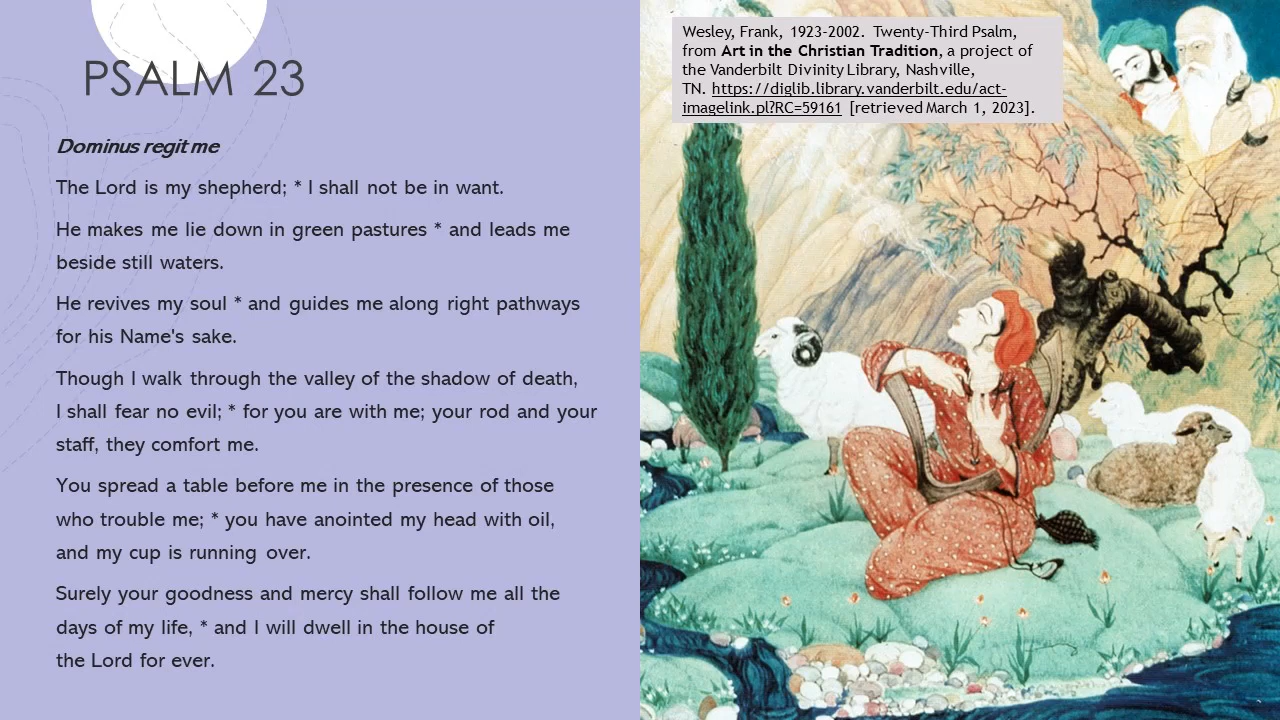 PSALM 23
Dominus regit me
The Lord is my shepherd; * I shall not be in want.
He makes me lie down in green pastures * and leads me
beside still waters.
He revives my soul * and guides me along right pathways
for his Name's sake.
Though I walk through the valley of the shadow of death,
I shall fear no evil; * for you are with me; your rod and your
staff, they comfort me.
You spread a table before me in the presence of those
who trouble me; * you have anointed my head with oil,
and my cup is running over.
Surely your goodness and mercy shall follow me all the
days of my life, * and I will dwell in the house of
the Lord for ever.
Wesley, Frank, 1923-2002. Twenty-Third Psalm,
from Art in the Christian Tradition, a project of
the Vanderbilt Divinity Library, Nashville,
TN. https://diglib.library.vanderbilt.edu/act-
imagelink.pl?RC=59161 [retrieved March 1, 2023].